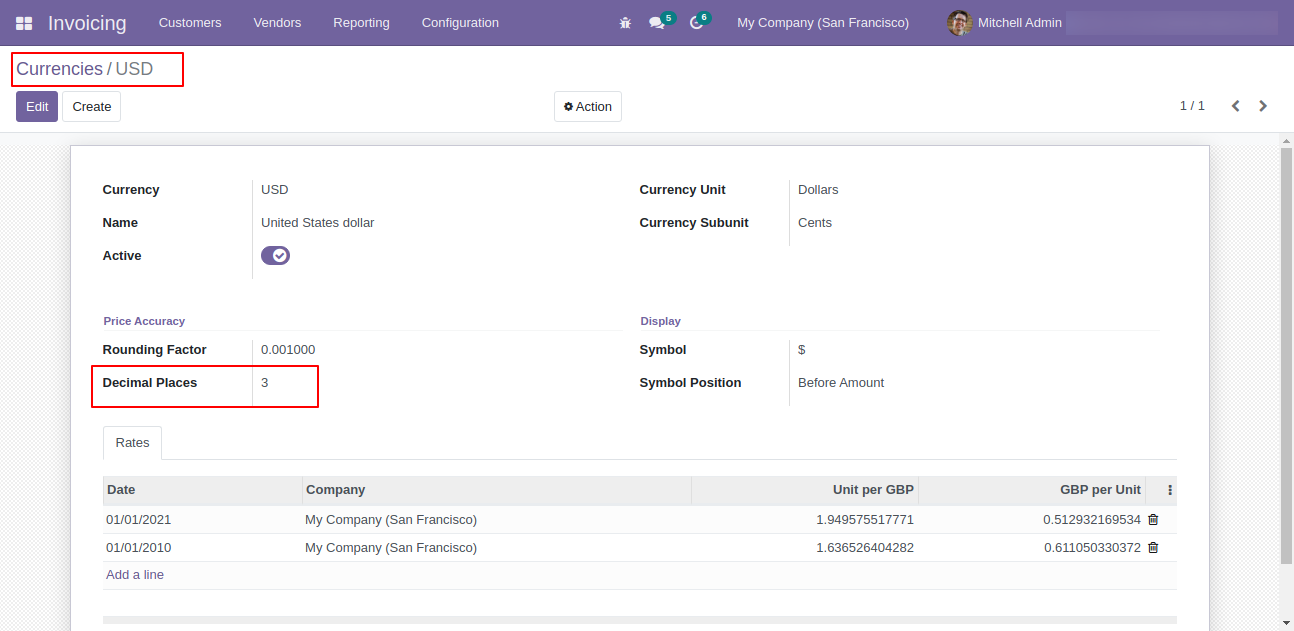 Invoicing Customers Vendors Reporting Configuration 5 6 My Company (San Francisco) Mitchell Admin
Currencies / USD
Edit Create Action 1 / 1
Currency USD Currency Unit Dollars
Name United States dollar Currency Subunit Cents
Active
Price Accuracy Display
Rounding Factor 0.001000 Symbol $
Decimal Places 3 Symbol Position Before Amount
Rates
Date Company Unit per GBP GBP per Unit
01/01/2021 My Company (San Francisco) 1.949575517771 0.512932169534
01/01/2010 My Company (San Francisco) 1.636526404282 0.611050330372
Add a line